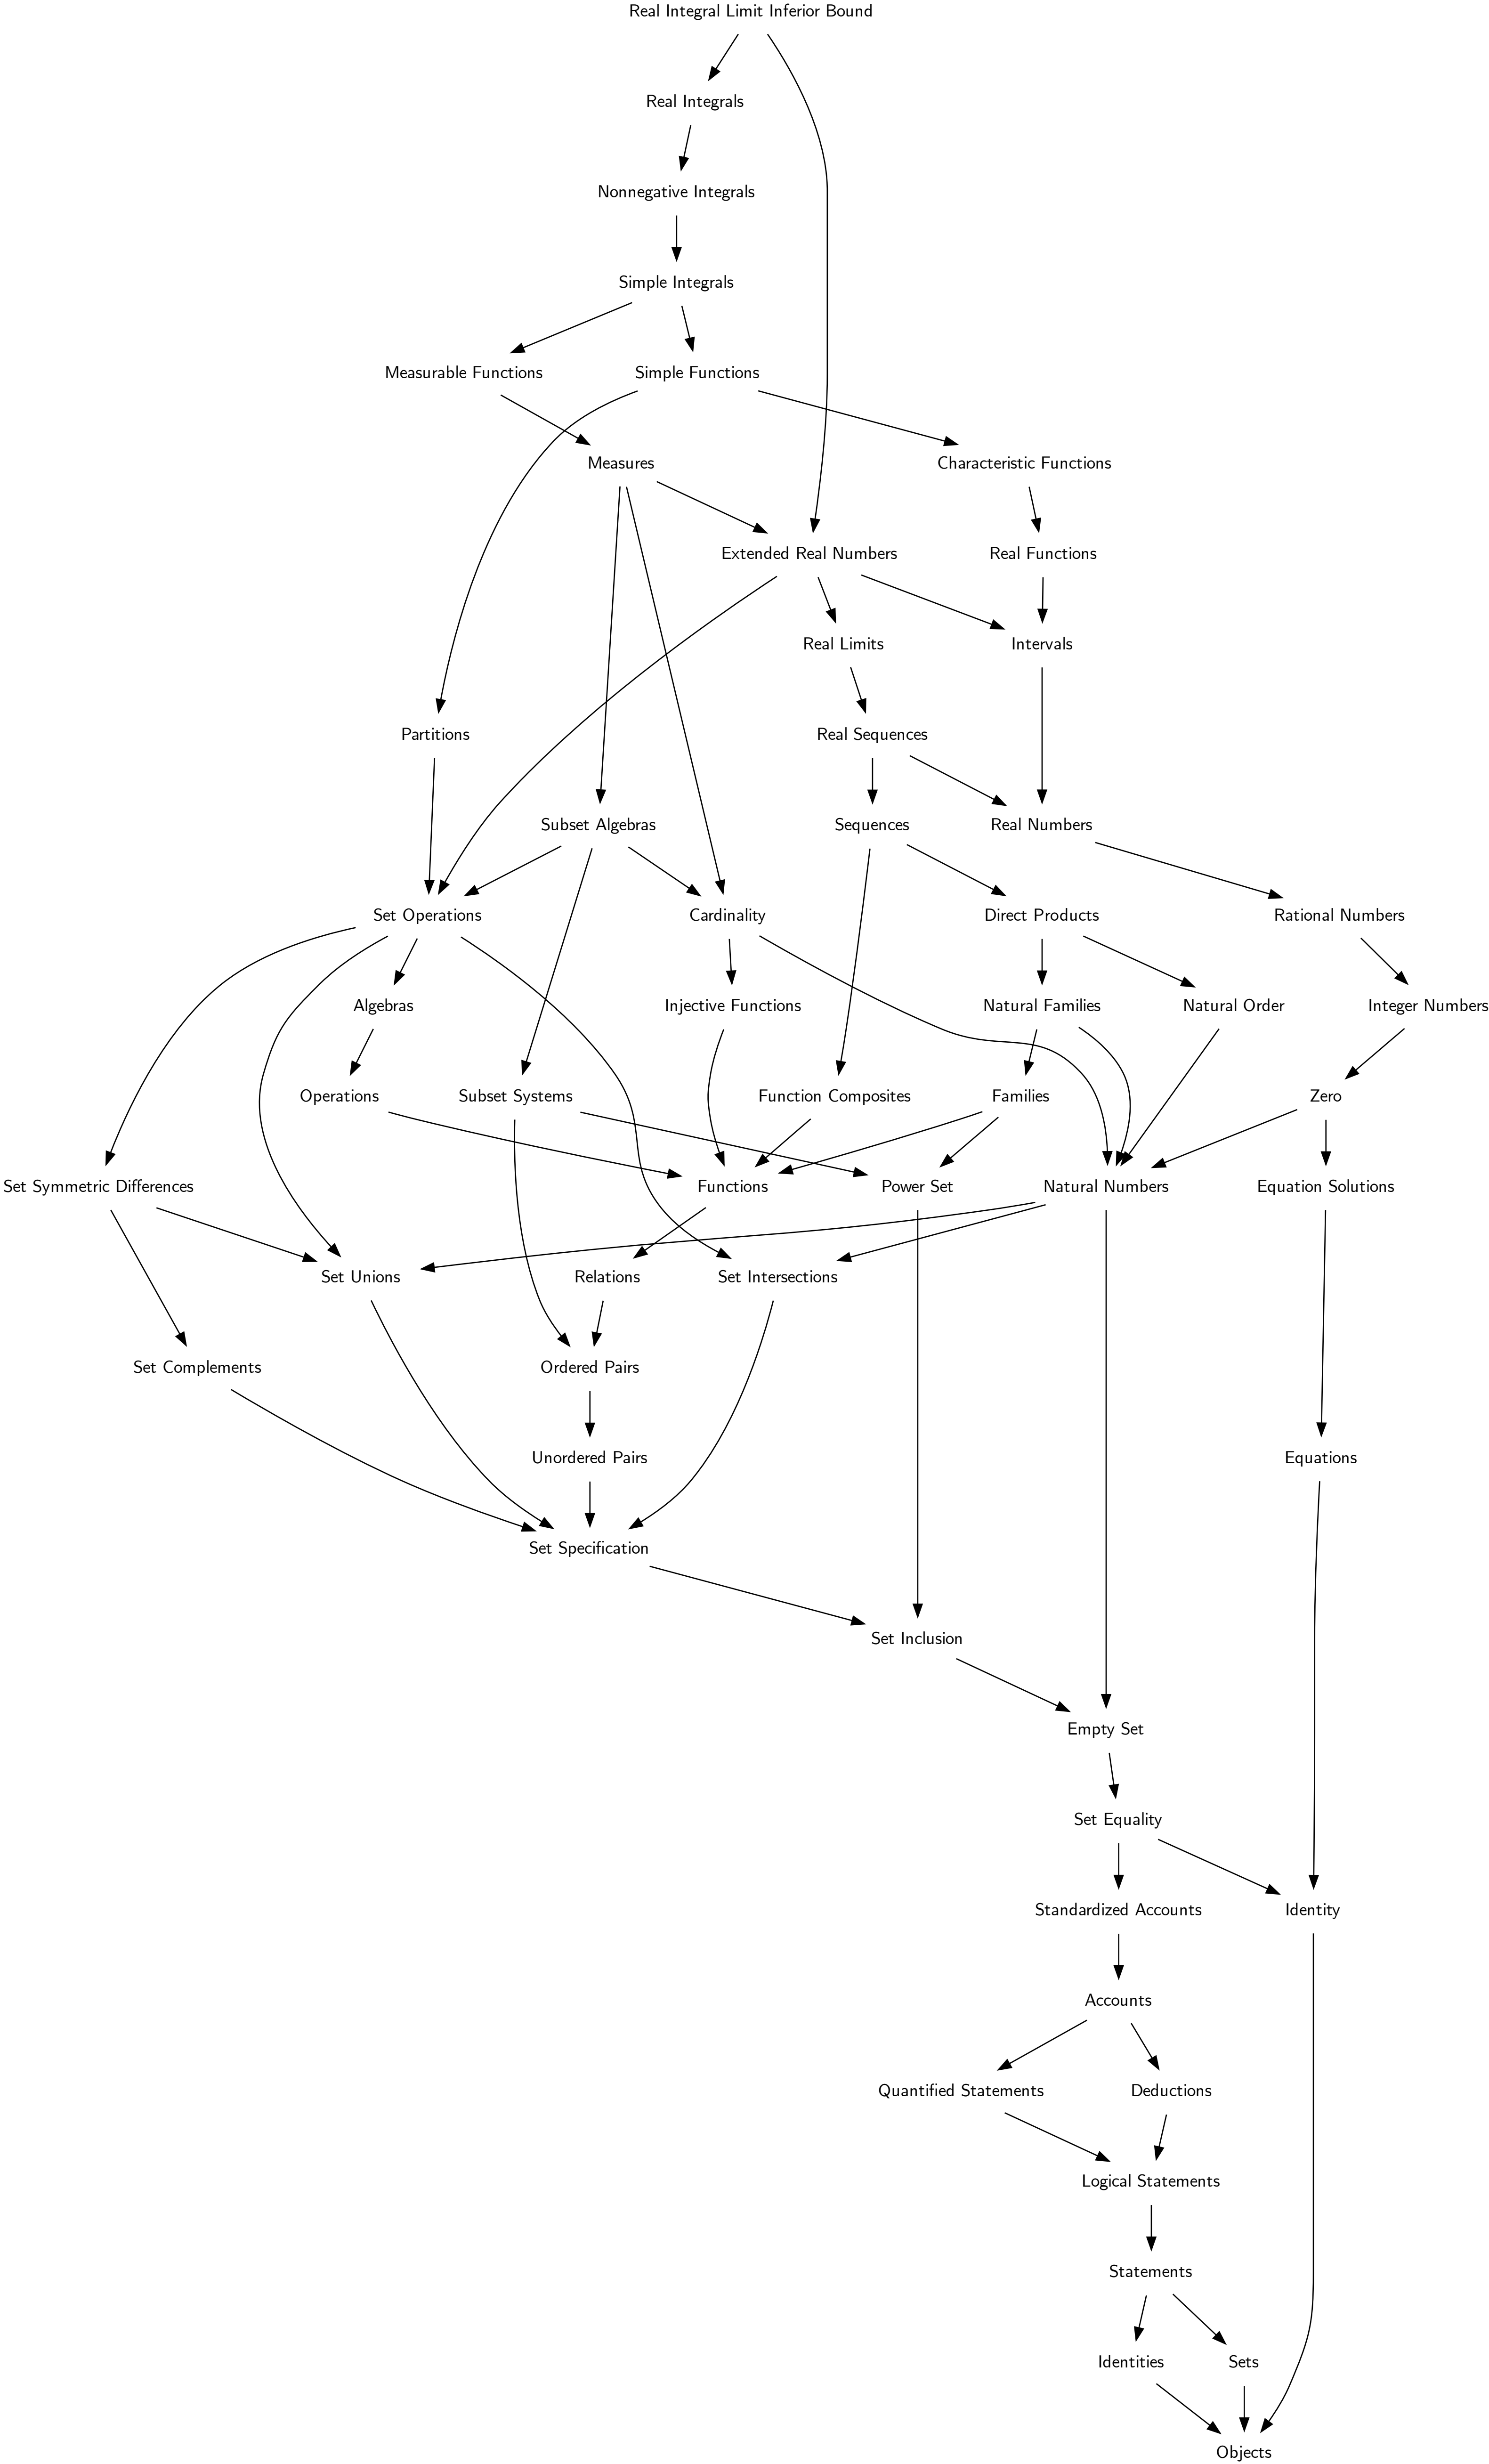 Real Integral Limit Inferior Bound
Real Integrals
Nonnegative Integrals
Simple Integrals
Measurable Functions
Simple Functions
Measures
Characteristic Functions
Extended Real Numbers
Real Functions
Real Limits
Intervals
Partitions
Real Sequences
Subset Algebras
Sequences
Real Numbers
Set Operations
Cardinality
Direct Products
Rational Numbers
Algebras
Injective Functions
Natural Families
Natural Order
Integer Numbers
Operations
Subset Systems
Function Composites
Families
Zero
Set Symmetric Differences
Functions
Power Set
Natural Numbers
Equation Solutions
Set Unions
Relations
Set Intersections
Set Complements
Ordered Pairs
Unordered Pairs
Equations
Set Specification
Set Inclusion
Empty Set
Set Equality
Standardized Accounts
Identity
Accounts
Quantified Statements
Deductions
Logical Statements
Statements
Identities
Sets
Objects